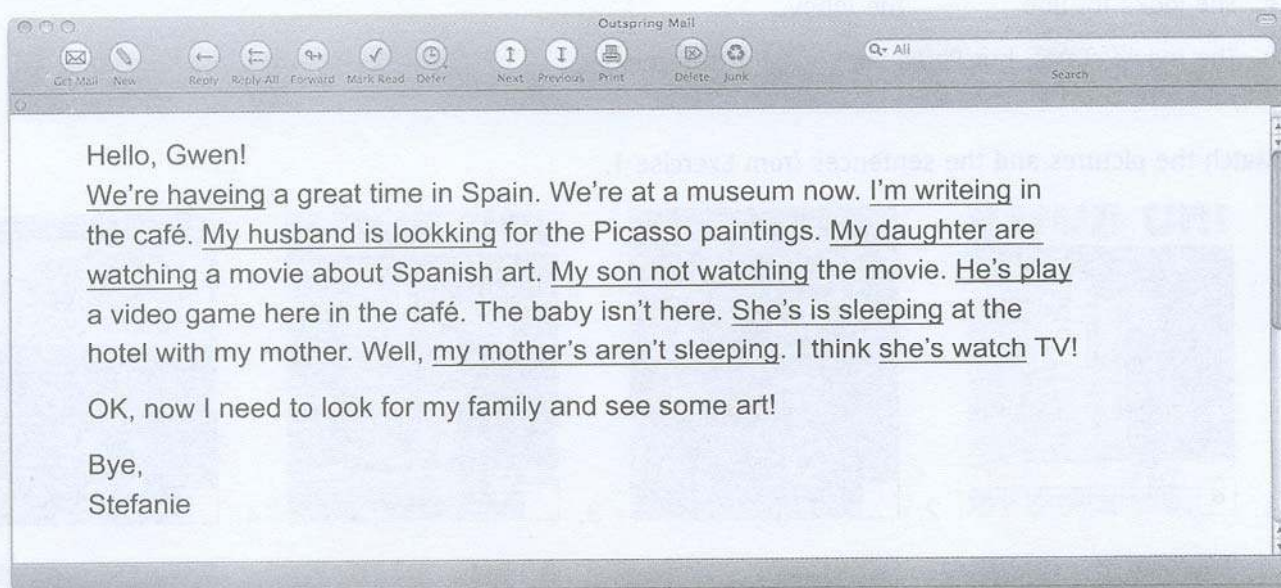 Outspring Mail
Get Mail New Reply Reply All Forward Mark Read Defer Next Previous Print Delete Junk All Search
Hello, Gwen!
We're haveing a great time in Spain. We're at a museum now. I'm writeing in
the café. My husband is lookking for the Picasso paintings. My daughter are
watching a movie about Spanish art. My son not watching the movie. He's play
a video game here in the café. The baby isn't here. She's is sleeping at the
hotel with my mother. Well, my mother's aren't sleeping. I think she's watch TV!
OK, now I need to look for my family and see some art!
Bye,
Stefanie